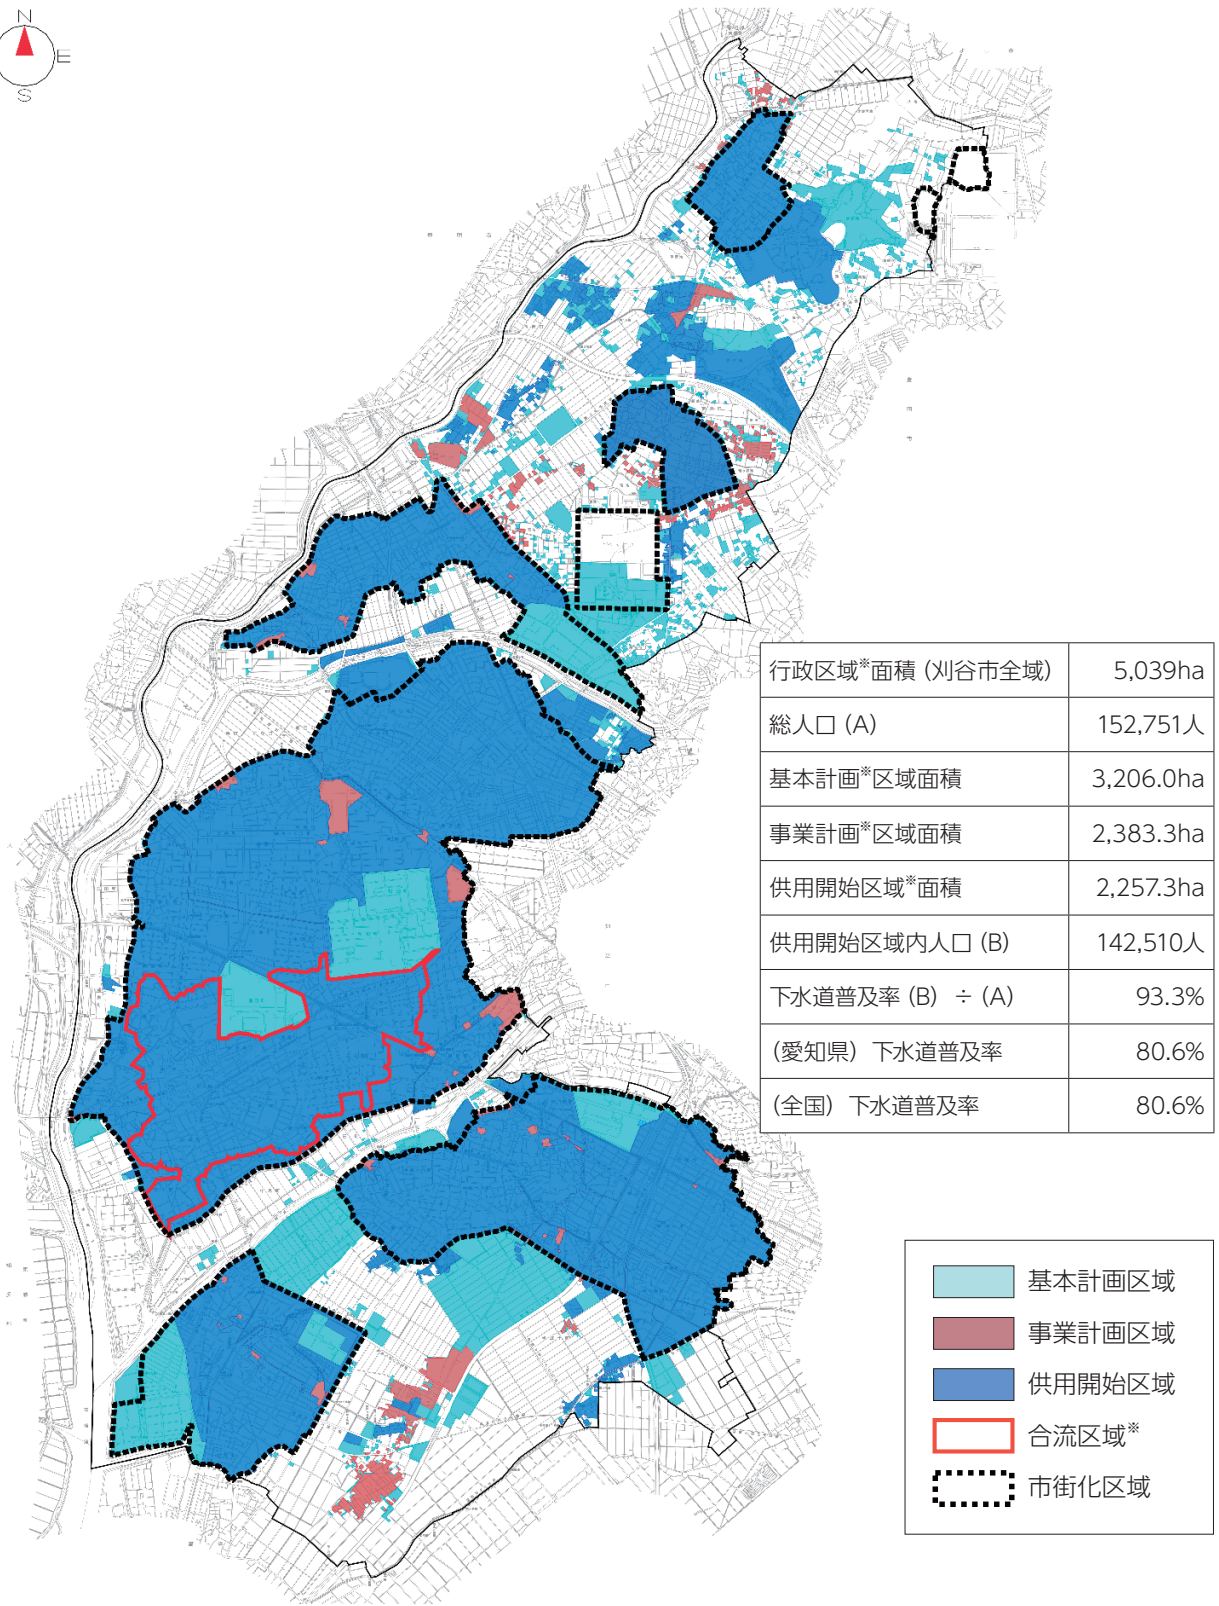 N
E
S
行政区域※面積 (刈谷市全域) 5,039ha
総人口 (A) 152,751人
基本計画※区域面積 3,206.0ha
事業計画※区域面積 2,383.3ha
供用開始区域※面積 2,257.3ha
供用開始区域内人口 (B) 142,510人
下水道普及率 (B) ÷ (A) 93.3%
(愛知県) 下水道普及率 80.6%
(全国) 下水道普及率 80.6%
基本計画区域
事業計画区域
供用開始区域
合流区域※
市街化区域